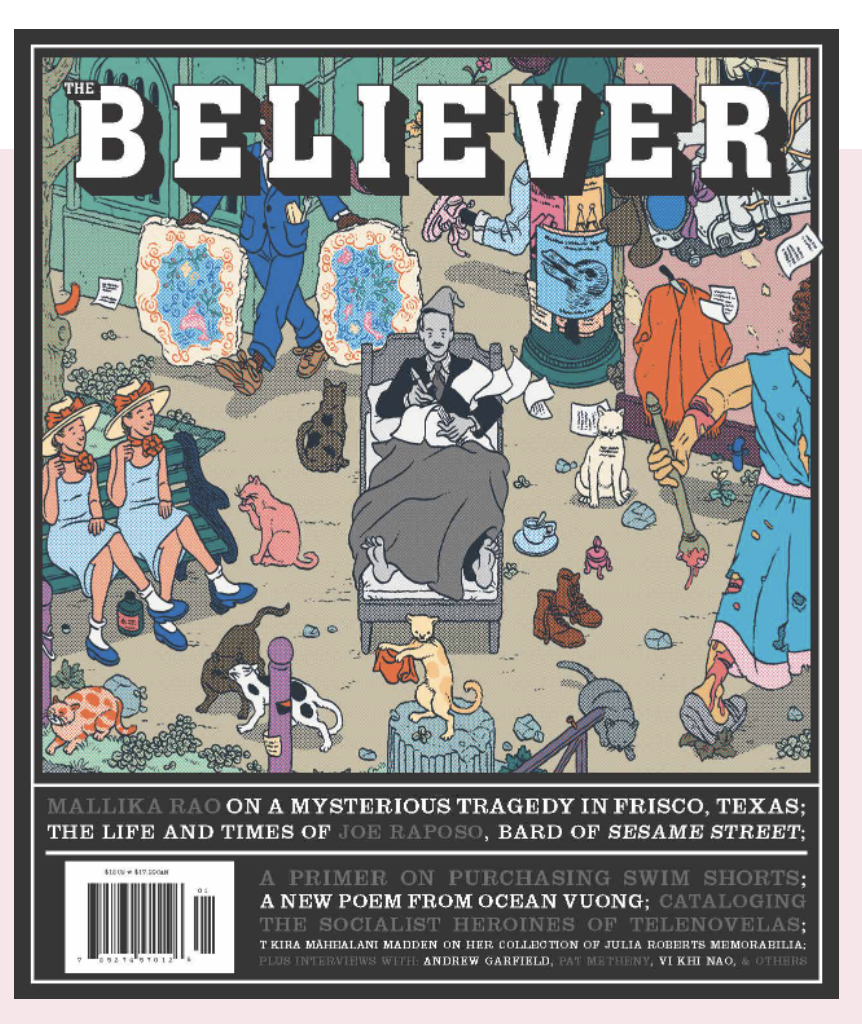 THE
BELIEVER
MALLIKA RAO ON A MYSTERIOUS TRAGEDY IN FRISCO, TEXAS;
THE LIFE AND TIMES OF JOE RAPOSO, BARD OF SESAME STREET;
A PRIMER ON PURCHASING SWIM SHORTS;
A NEW POEM FROM OCEAN VUONG; CATALOGING
THE SOCIALIST HEROINES OF TELENOVELAS;
T KIRA MĀHEALANI MADDEN ON HER COLLECTION OF JULIA ROBERTS MEMORABILIA;
PLUS INTERVIEWS WITH: ANDREW GARFIELD, PAT METHENY, VI KHI NAO, & OTHERS
01